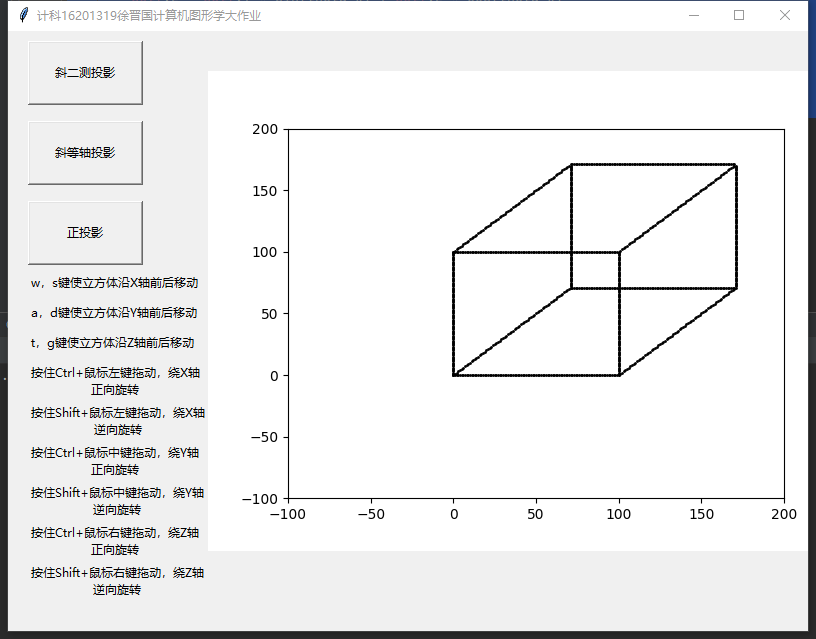 计科16201319徐晋国计算机图形学大作业
斜二测投影
斜等轴投影
正投影
w，s键使立方体沿X轴前后移动
a，d键使立方体沿Y轴前后移动
t，g键使立方体沿Z轴前后移动
按住Ctrl+鼠标左键拖动，绕X轴
正向旋转
按住Shift+鼠标左键拖动，绕X轴
逆向旋转
按住Ctrl+鼠标中键拖动，绕Y轴
正向旋转
按住Shift+鼠标中键拖动，绕Y轴
逆向旋转
按住Ctrl+鼠标右键拖动，绕Z轴
正向旋转
按住Shift+鼠标右键拖动，绕Z轴
逆向旋转
200
150
100
50
0
−50
−100
−100 −50 0 50 100 150 200